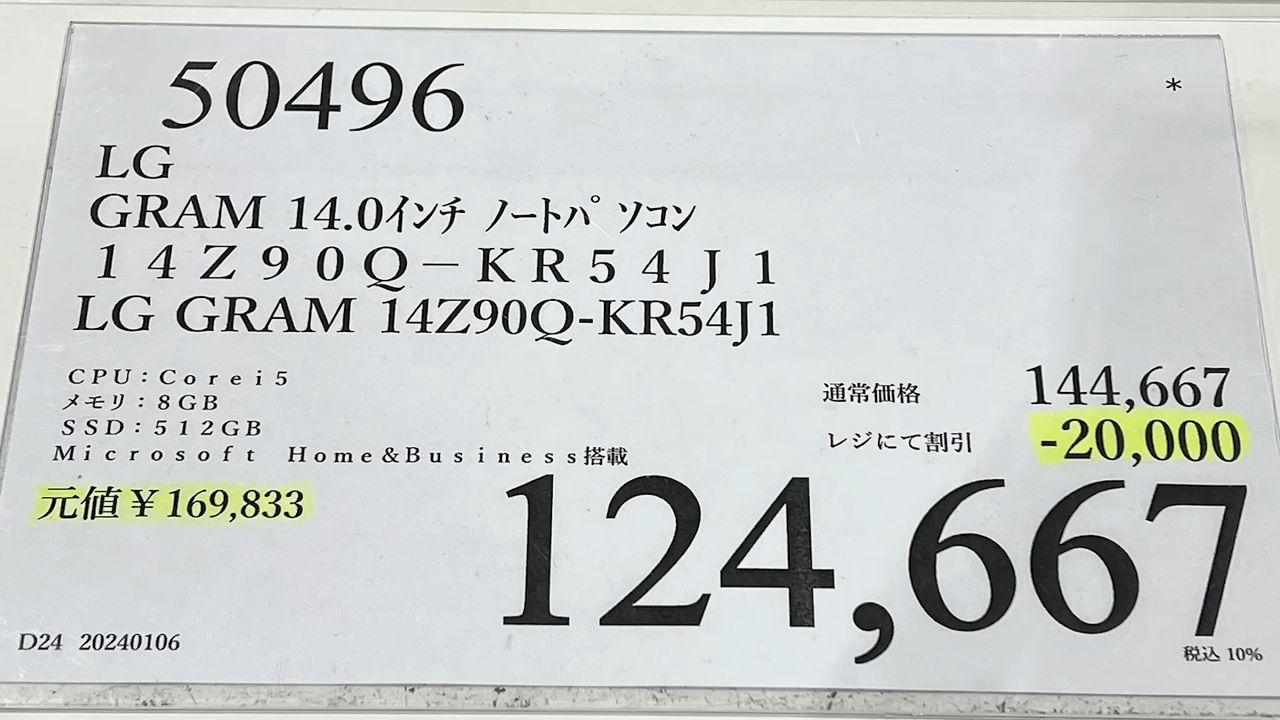 50496
*
LG
GRAM 14.0インチ ノートパソコン
14Z90Q－KR54J1
LG GRAM 14Z90Q-KR54J1
CPU：Corei5
メモリ：8GB
SSD：512GB
Microsoft Home&Business搭載
元値￥169,833
通常価格 144,667
レジにて割引 -20,000
124,667
税込 10%
D24 20240106